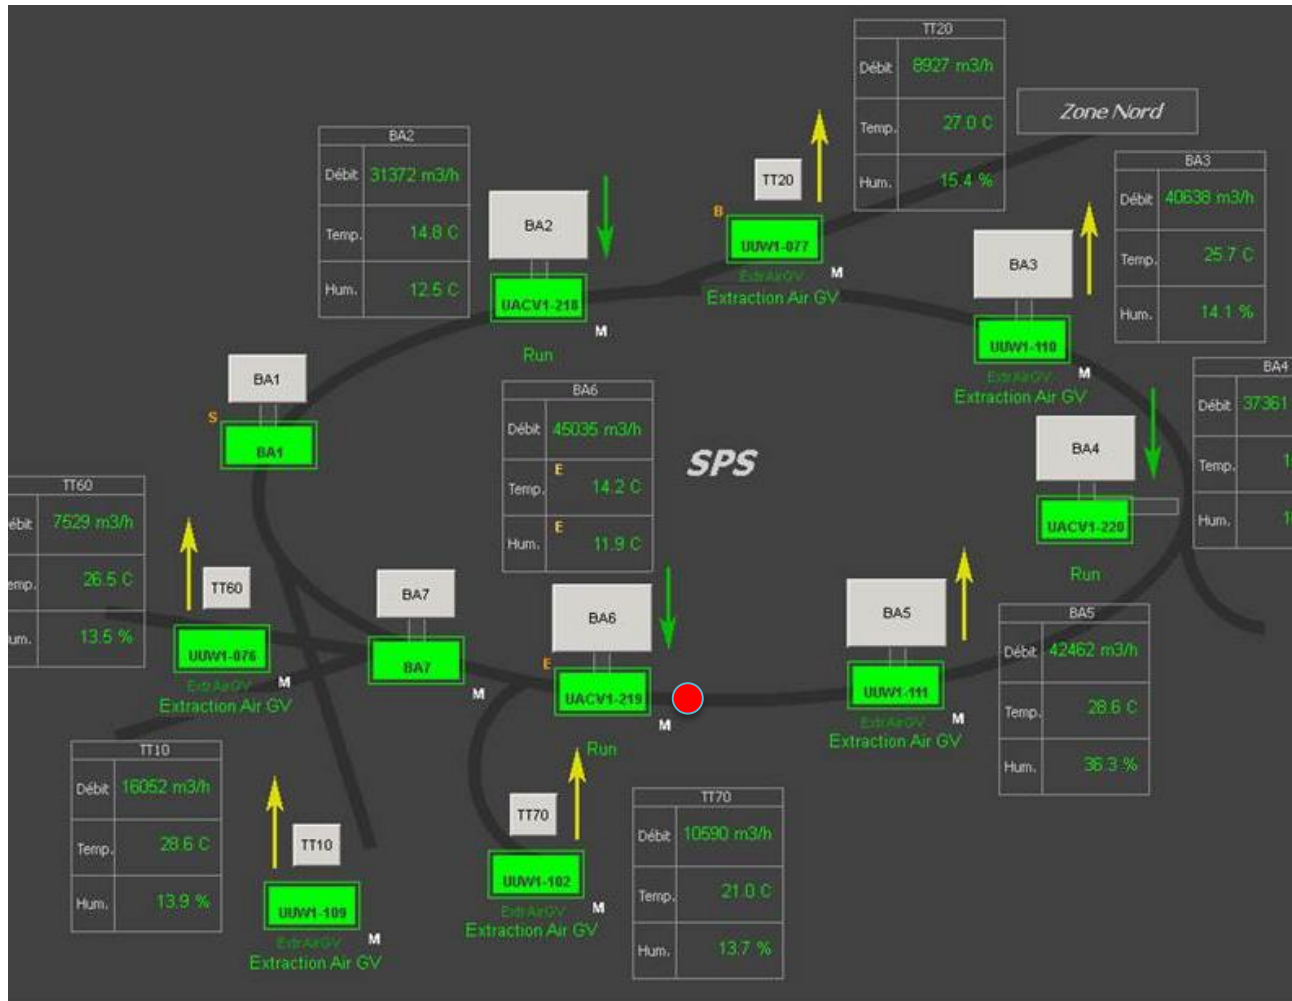 TT20
Débit 8927 m3/h
Temp. 27.0 C
Hum. 15.4 %
Zone Nord
BA2
Débit 31372 m3/h
Temp. 14.8 C
Hum. 12.5 C
BA2
UACV1-218
M
Run
TT20
B
UUW1-077
ExtrAirGV
M
Extraction Air GV
BA3
Débit 40638 m3/h
Temp. 25.7 C
Hum. 14.1 %
BA3
UUW1-110
ExtrAirGV
M
Extraction Air GV
BA1
S
BA1
BA6
Débit 45035 m3/h
E
Temp. 14.2 C
E
Hum. 11.9 C
SPS
BA4
Débit 37361
Temp. 1
Hum. 1
BA4
UACV1-220
Run
TT60
ébit 7629 m3/h
emp. 26.5 C
um. 13.5 %
TT60
UUW1-076
ExtrAirGV
M
Extraction Air GV
BA7
BA7
M
BA6
E
UACV1-219
M
Run
BA5
UUW1-111
ExtrAirGV
M
Extraction Air GV
BA5
Débit 42462 m3/h
Temp. 28.6 C
Hum. 36.3 %
TT10
Débit 16052 m3/h
Temp. 28.6 C
Hum. 13.9 %
TT10
UUW1-109
ExtrAirGV
M
Extraction Air GV
TT70
UUW1-102
ExtrAirGV
M
Extraction Air GV
TT70
Débit 10590 m3/h
Temp. 21.0 C
Hum. 13.7 %